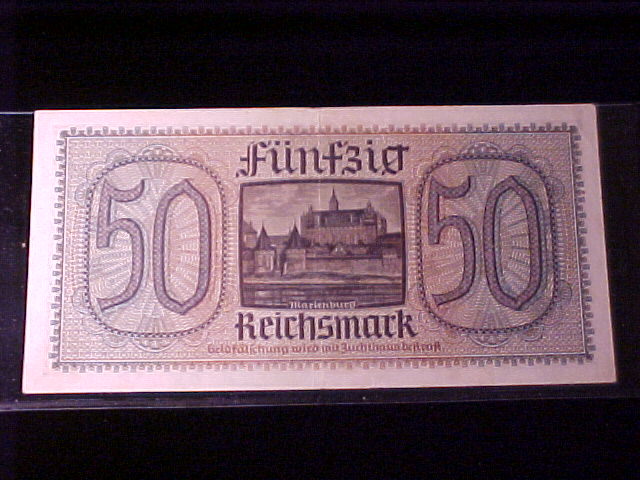 Fünfzig
50
50
Marienburg
Reichsmark
Geldfälschung wird mit Zuchthaus bestraft